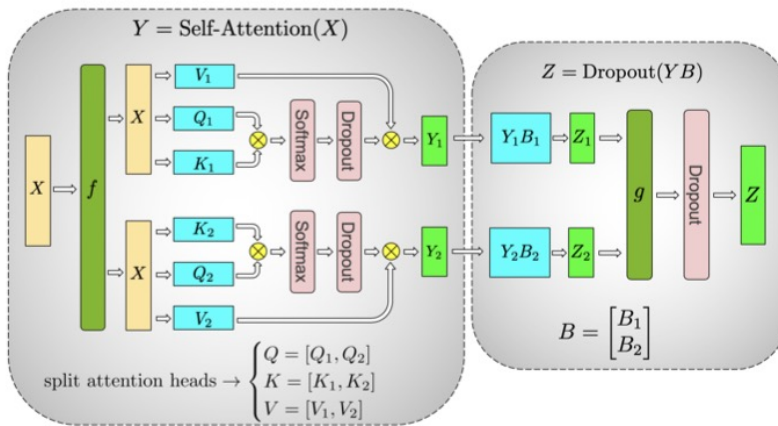 Y = Self-Attention(X)
X
f
X
V₁
Q₁
K₁
Softmax
Dropout
Y₁
X
K₂
Q₂
V₂
Softmax
Dropout
Y₂
split attention heads → { Q = [Q₁, Q₂]
K = [K₁, K₂]
V = [V₁, V₂]
Z = Dropout(YB)
Y₁B₁
Z₁
Y₂B₂
Z₂
g
Dropout
Z
B = [B₁
B₂]